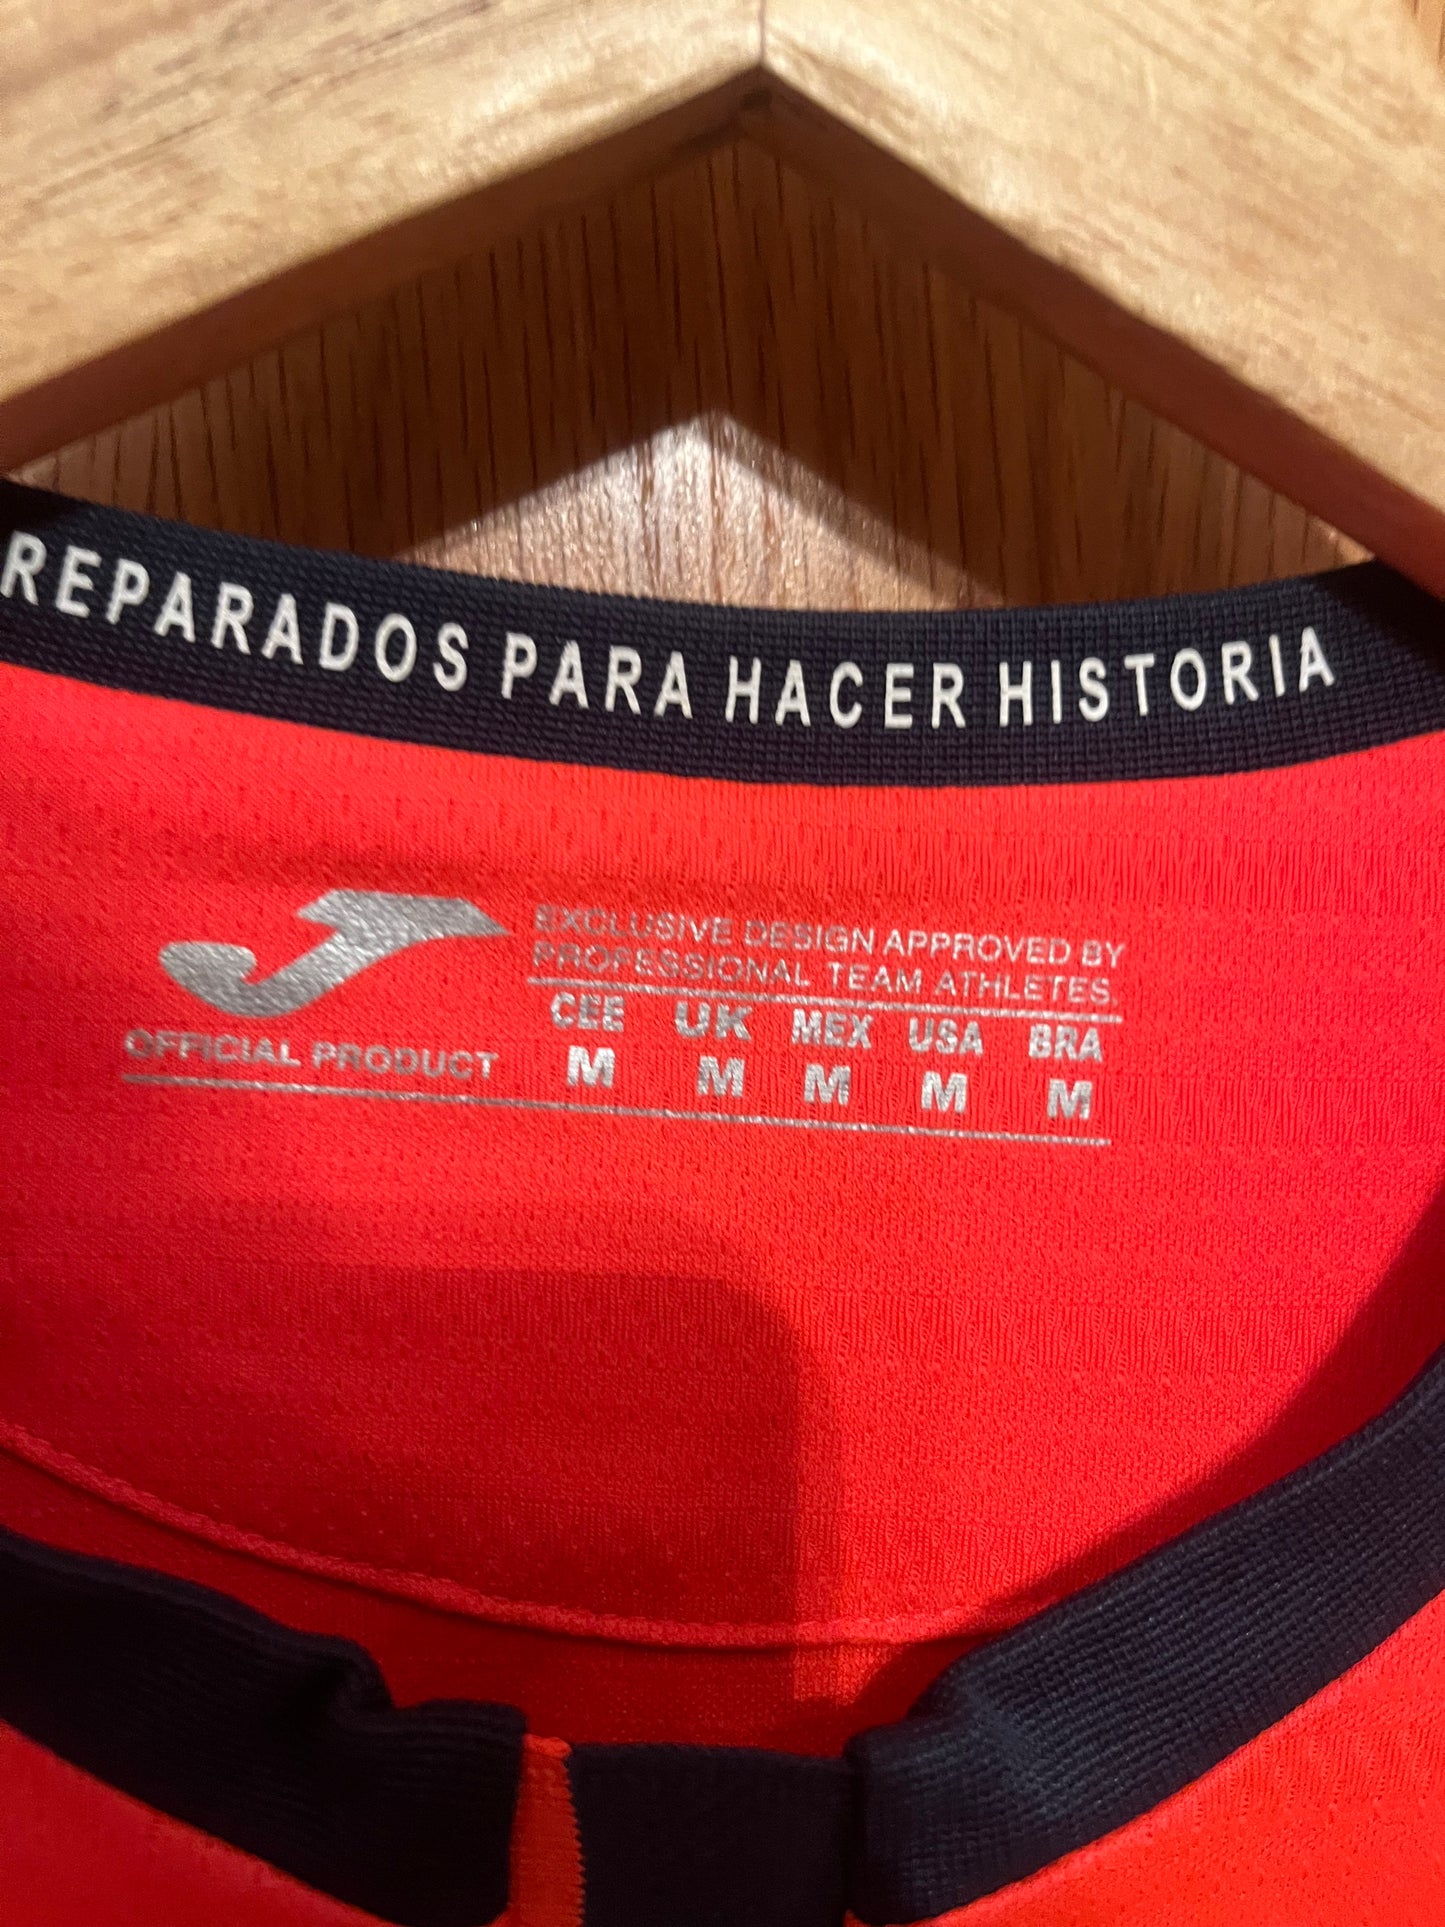 REPARADOS PARA HACER HISTORIA
EXCLUSIVE DESIGN APPROVED BY
PROFESSIONAL TEAM ATHLETES.
CEE UK MEX USA BRA
M M M M M
OFFICIAL PRODUCT